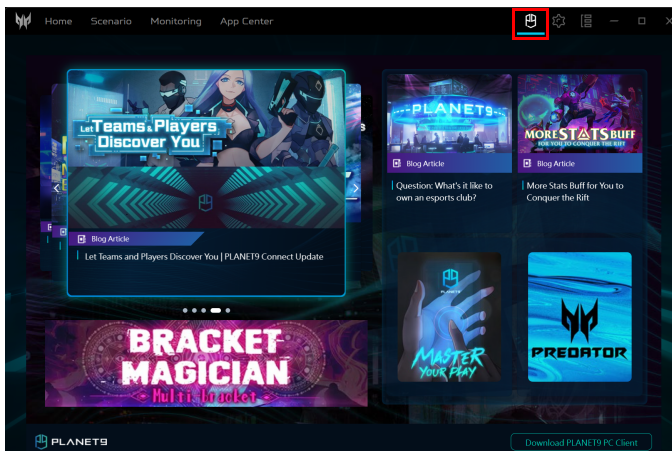 Home Scenario Monitoring App Center
Let Teams & Players
Discover You
Blog Article
Let Teams and Players Discover You | PLANET9 Connect Update
PLANET9
Blog Article
Question: What's it like to
own an esports club?
MORE STATS BUFF
FOR YOU TO CONQUER THE RIFT
Blog Article
More Stats Buff for You to
Conquer the Rift
BRACKET
MAGICIAN
Multi bracket
PLANET9
MASTER
YOUR PLAY
PREDATOR
PLANET9
Download PLANET9 PC Client